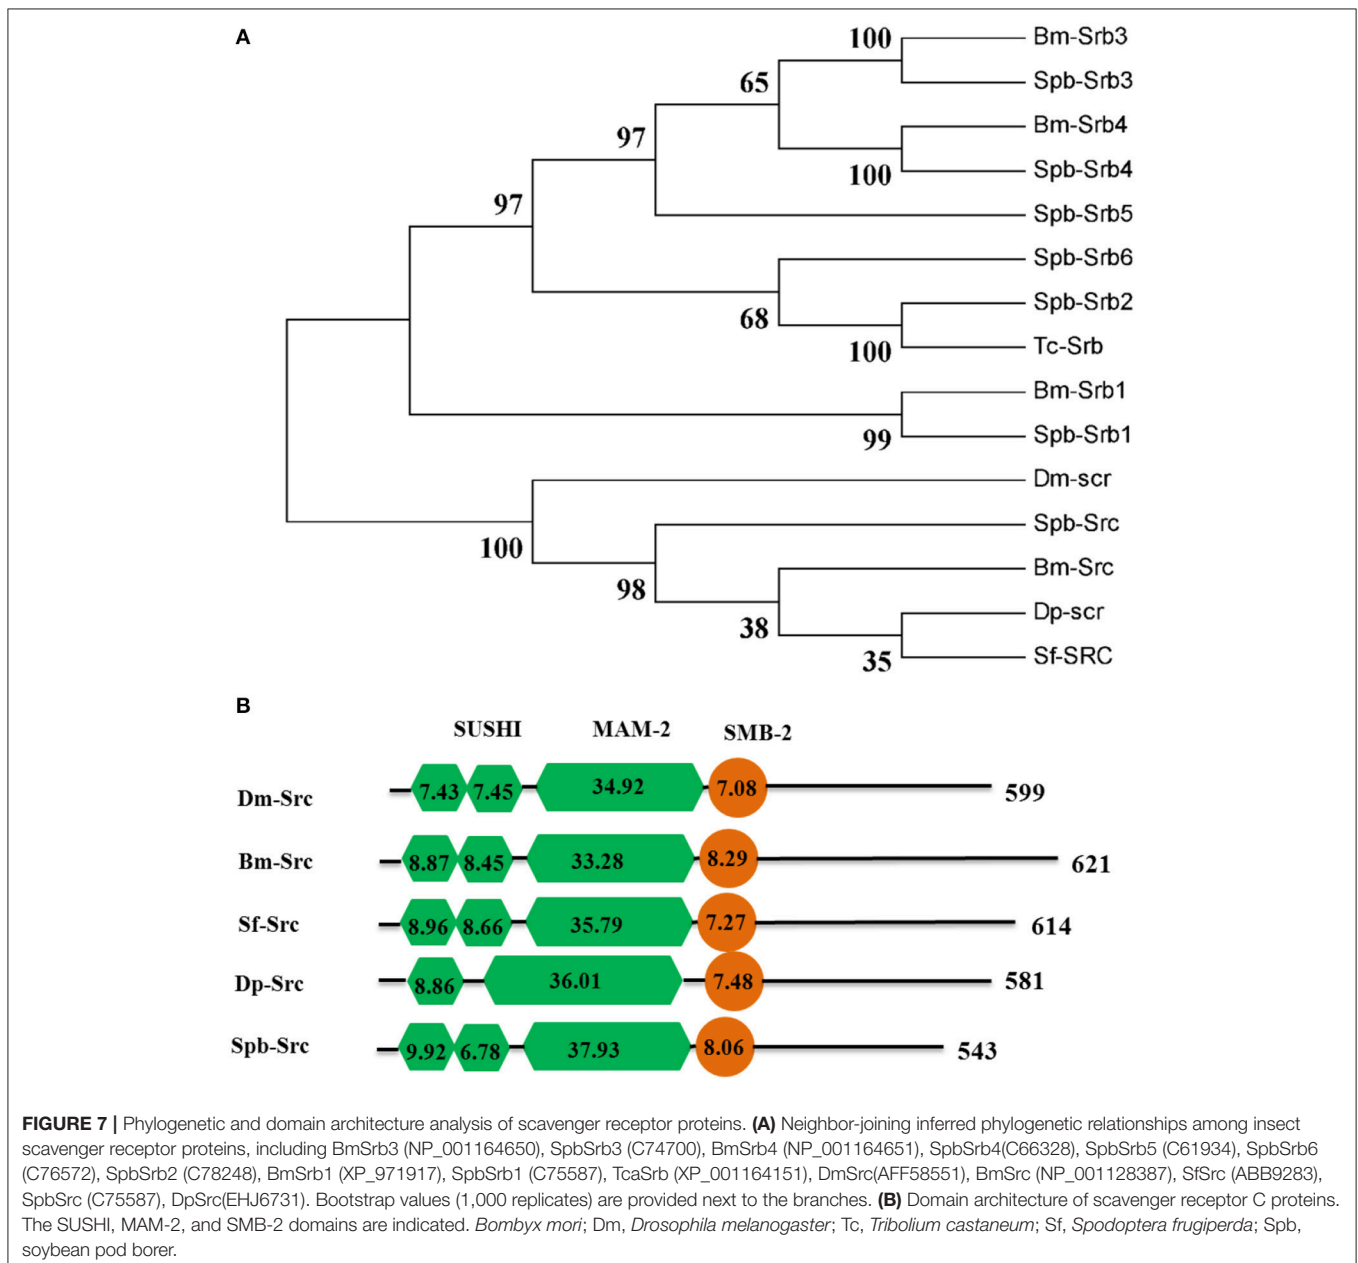 A
100
Bm-Srb3
65
Spb-Srb3
97
Bm-Srb4
100
Spb-Srb4
97
Spb-Srb5
Spb-Srb6
68
Spb-Srb2
100
Tc-Srb
Bm-Srb1
99
Spb-Srb1
Dm-scr
100
Spb-Src
98
Bm-Src
38
Dp-scr
35
Sf-SRC
B
SUSHI MAM-2 SMB-2
Dm-Src 7.43 7.45 34.92 7.08 599
Bm-Src 8.87 8.45 33.28 8.29 621
Sf-Src 8.96 8.66 35.79 7.27 614
Dp-Src 8.86 36.01 7.48 581
Spb-Src 9.92 6.78 37.93 8.06 543
FIGURE 7 | Phylogenetic and domain architecture analysis of scavenger receptor proteins. (A) Neighbor-joining inferred phylogenetic relationships among insect
scavenger receptor proteins, including BmSrb3 (NP_001164650), SpbSrb3 (C74700), BmSrb4 (NP_001164651), SpbSrb4(C66328), SpbSrb5 (C61934), SpbSrb6
(C76572), SpbSrb2 (C78248), BmSrb1 (XP_971917), SpbSrb1 (C75587), TcaSrb (XP_001164151), DmSrc(AFF58551), BmSrc (NP_001128387), SfSrc (ABB9283),
SpbSrc (C75587), DpSrc(EHJ6731). Bootstrap values (1,000 replicates) are provided next to the branches. (B) Domain architecture of scavenger receptor C proteins.
The SUSHI, MAM-2, and SMB-2 domains are indicated. Bombyx mori; Dm, Drosophila melanogaster; Tc, Tribolium castaneum; Sf, Spodoptera frugiperda; Spb,
soybean pod borer.